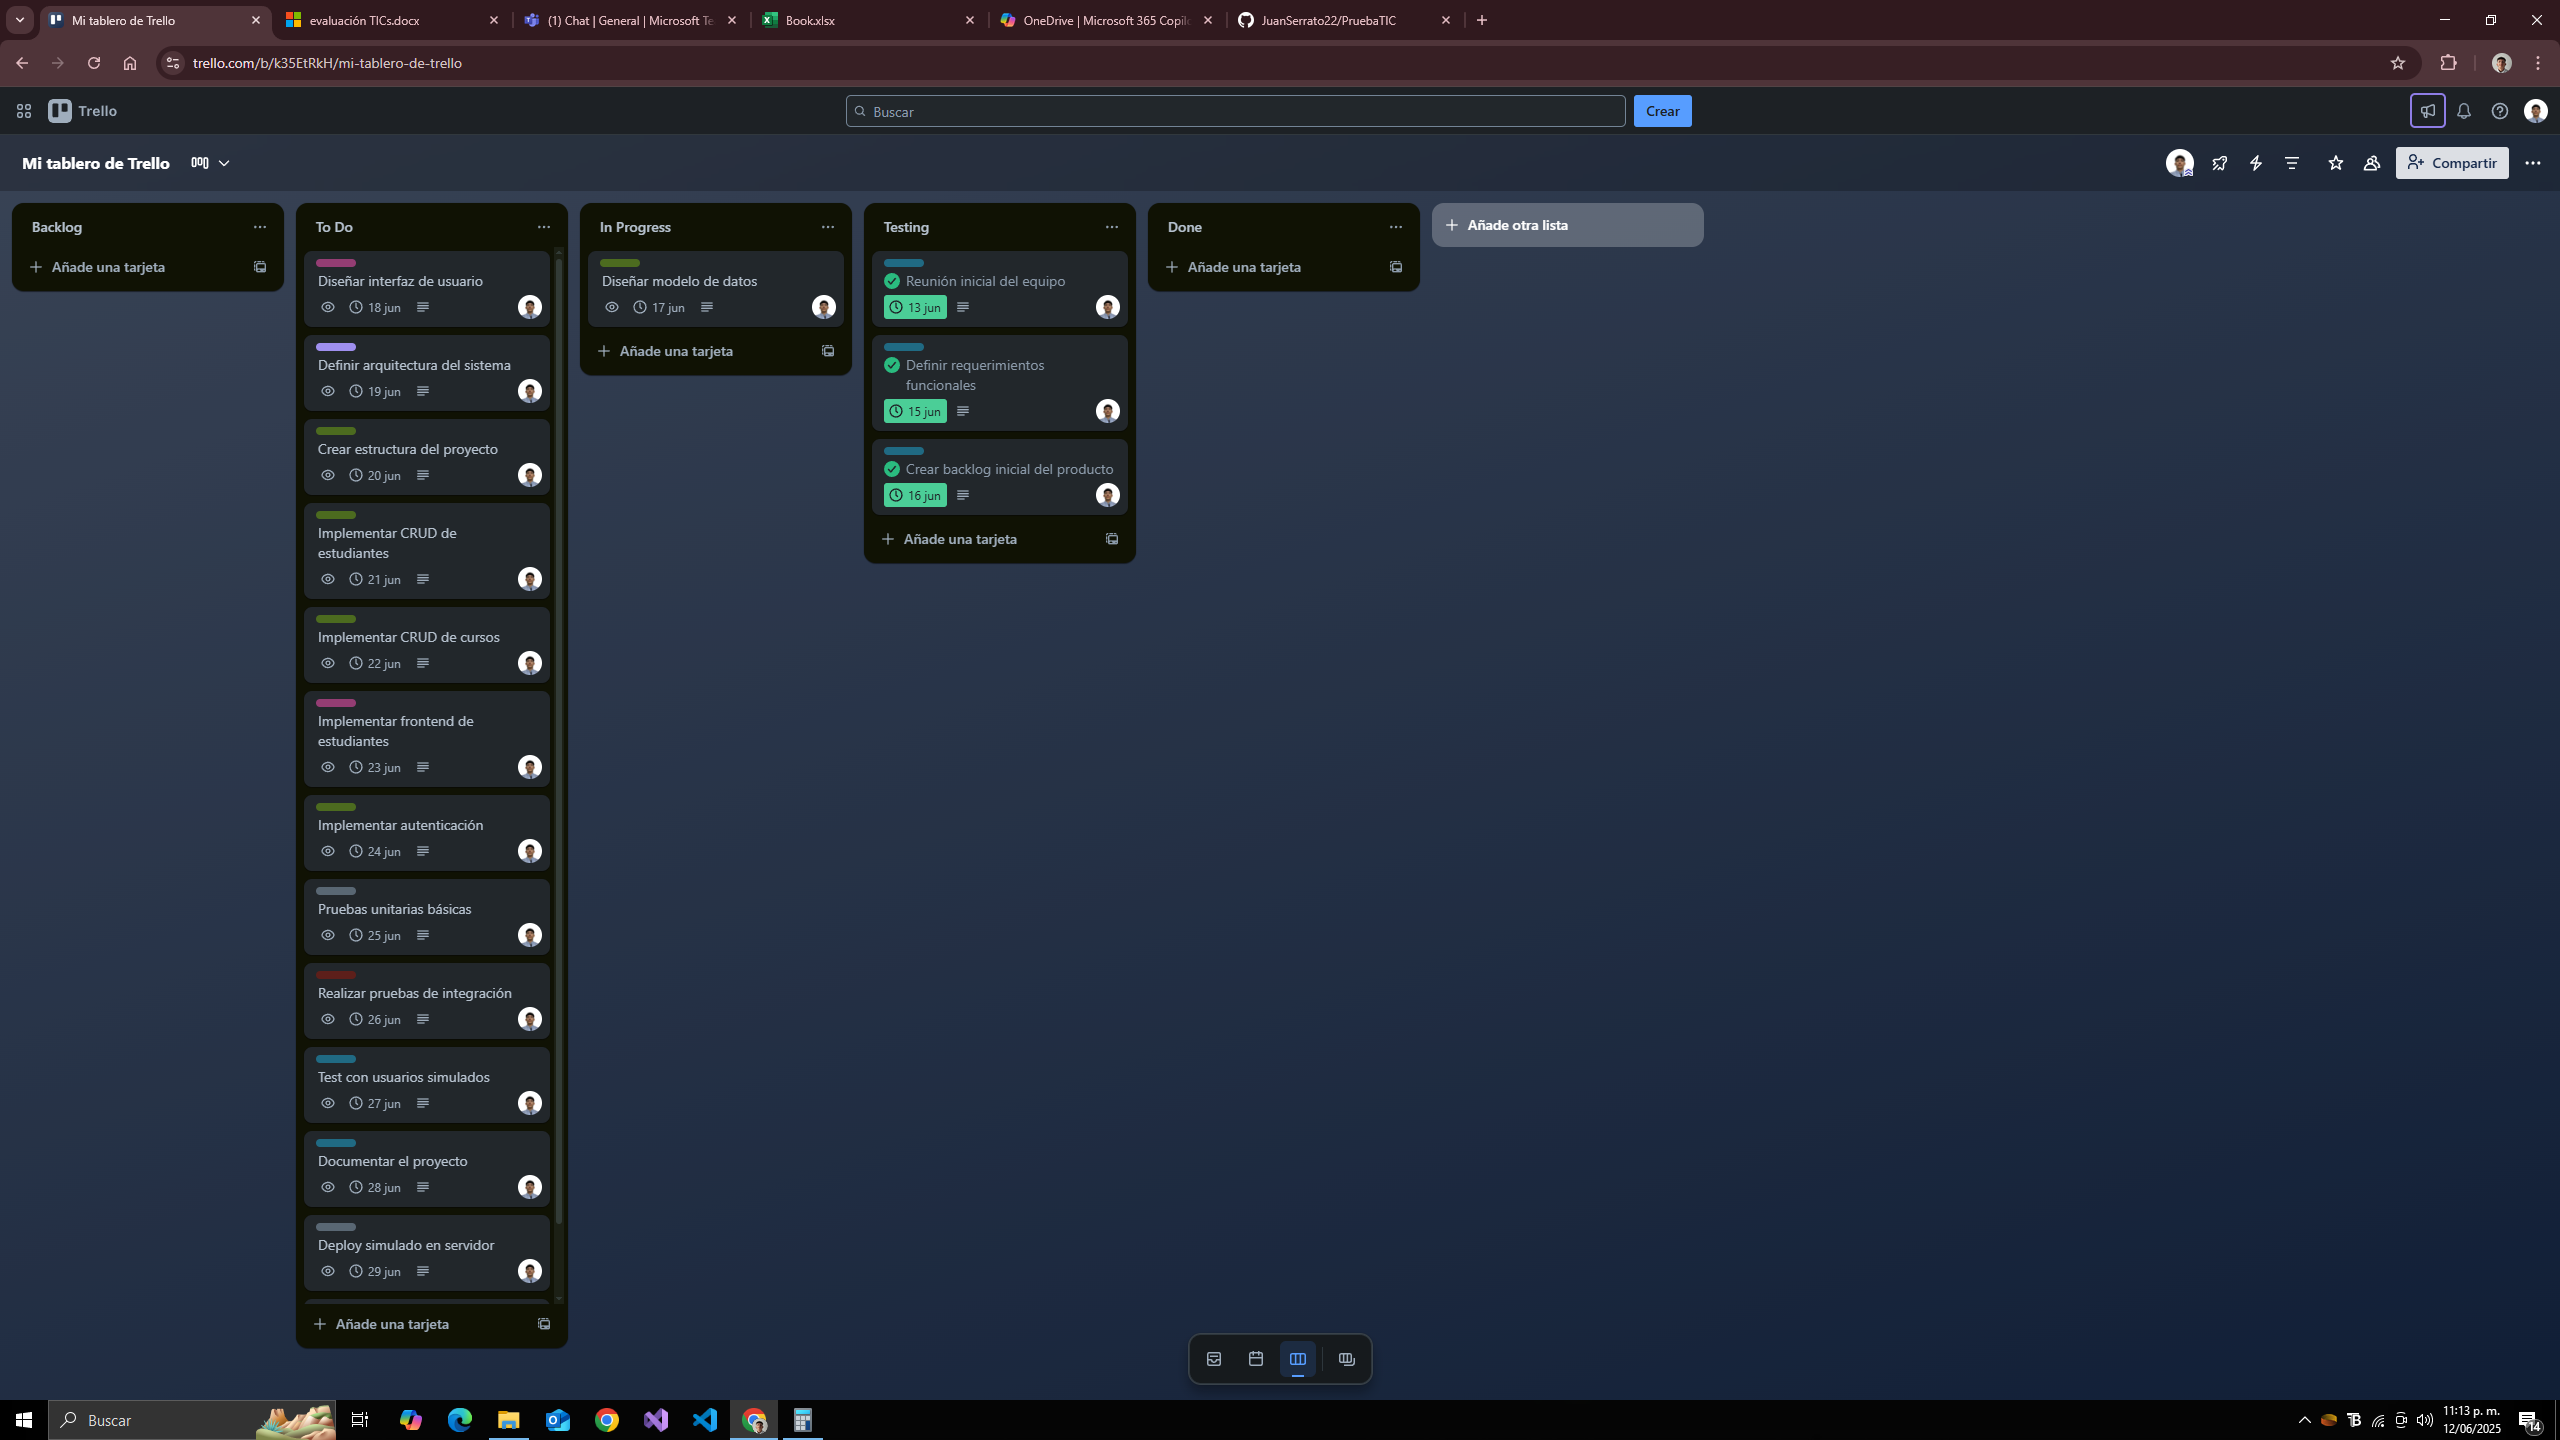 Mi tablero de Trello
evaluación TICs.docx
(1) Chat | General | Microsoft Te
Book.xlsx
OneDrive | Microsoft 365 Copil
JuanSerrato22/PruebaTIC
trello.com/b/k35EtRkH/mi-tablero-de-trello
Trello
Buscar
Crear
Mi tablero de Trello
Compartir
Backlog
Añade una tarjeta
To Do
Diseñar interfaz de usuario
18 jun
Definir arquitectura del sistema
19 jun
Crear estructura del proyecto
20 jun
Implementar CRUD de
estudiantes
21 jun
Implementar CRUD de cursos
22 jun
Implementar frontend de
estudiantes
23 jun
Implementar autenticación
24 jun
Pruebas unitarias básicas
25 jun
Realizar pruebas de integración
26 jun
Test con usuarios simulados
27 jun
Documentar el proyecto
28 jun
Deploy simulado en servidor
29 jun
Añade una tarjeta
In Progress
Diseñar modelo de datos
17 jun
Añade una tarjeta
Testing
Reunión inicial del equipo
13 jun
Definir requerimientos
funcionales
15 jun
Crear backlog inicial del producto
16 jun
Añade una tarjeta
Done
Añade una tarjeta
Añade otra lista
Buscar
11:13 p. m.
12/06/2025
14